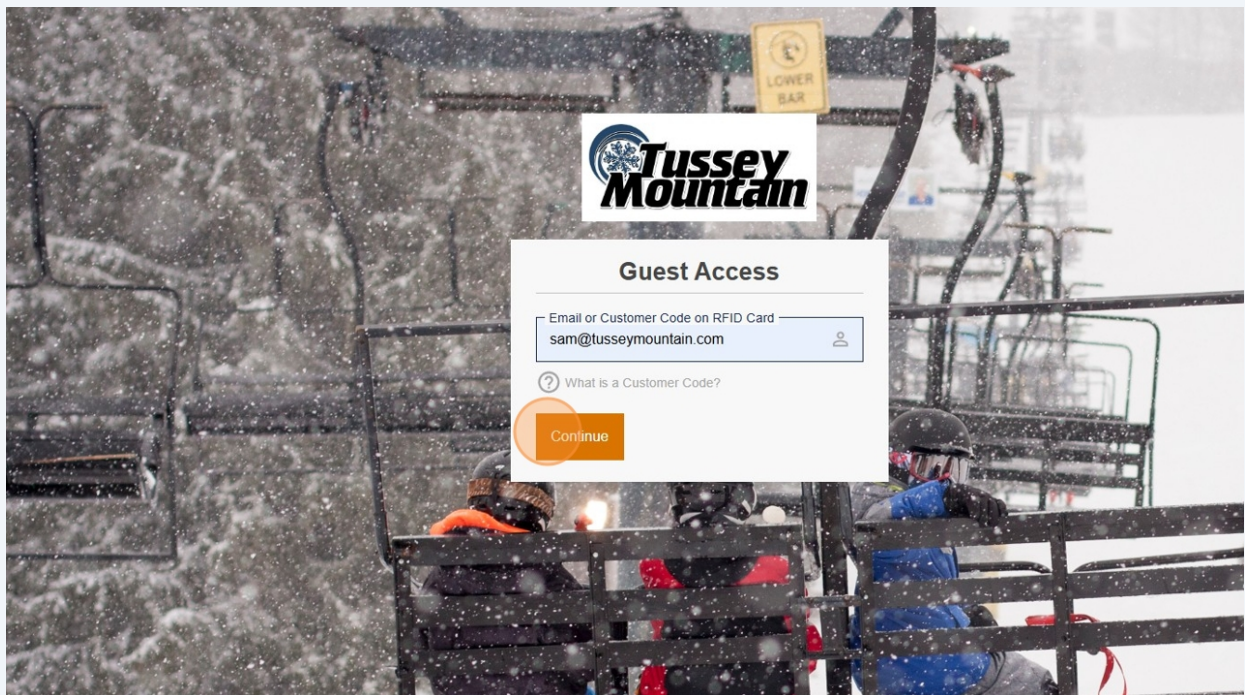 LOWER
BAR
Tussey
Mountain
Guest Access
Email or Customer Code on RFID Card
sam@tusseymountain.com
What is a Customer Code?
Continue